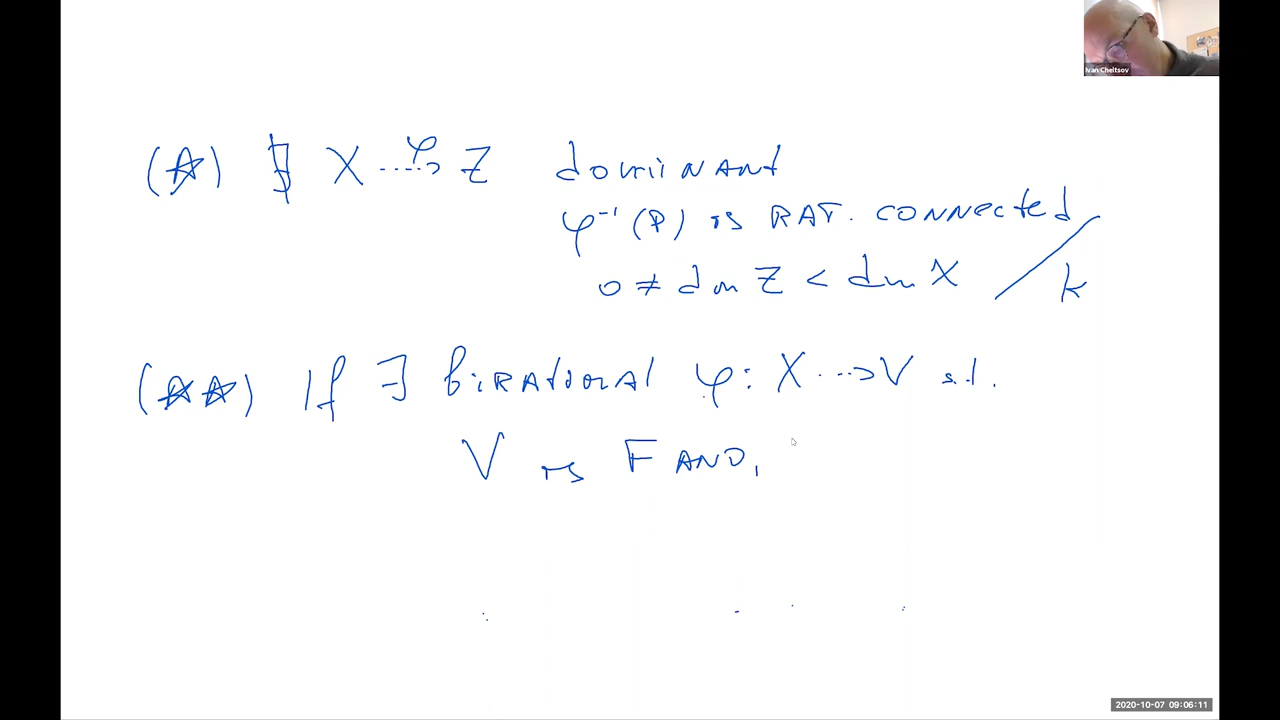 Ivan Cheltsov
(☆) ∄ X ⇢ᵠ Z dominant
φ⁻¹(P) is RAT. connected
0 ≠ dim Z < dim X / k
(☆☆) If ∃ biRational φ: X ⇢ V s.t.
V is FANO,
2020-10-07 09:06:11